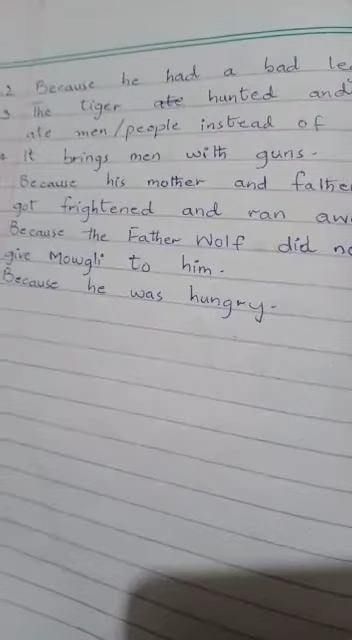 2 Because he had a bad
3 The tiger ate hunted and
ate men/people instead of
it brings men with guns.
Because his mother and
got frightened and ran
Because the Father Wolf did
give Mowgli to him.
Because he was hungry.